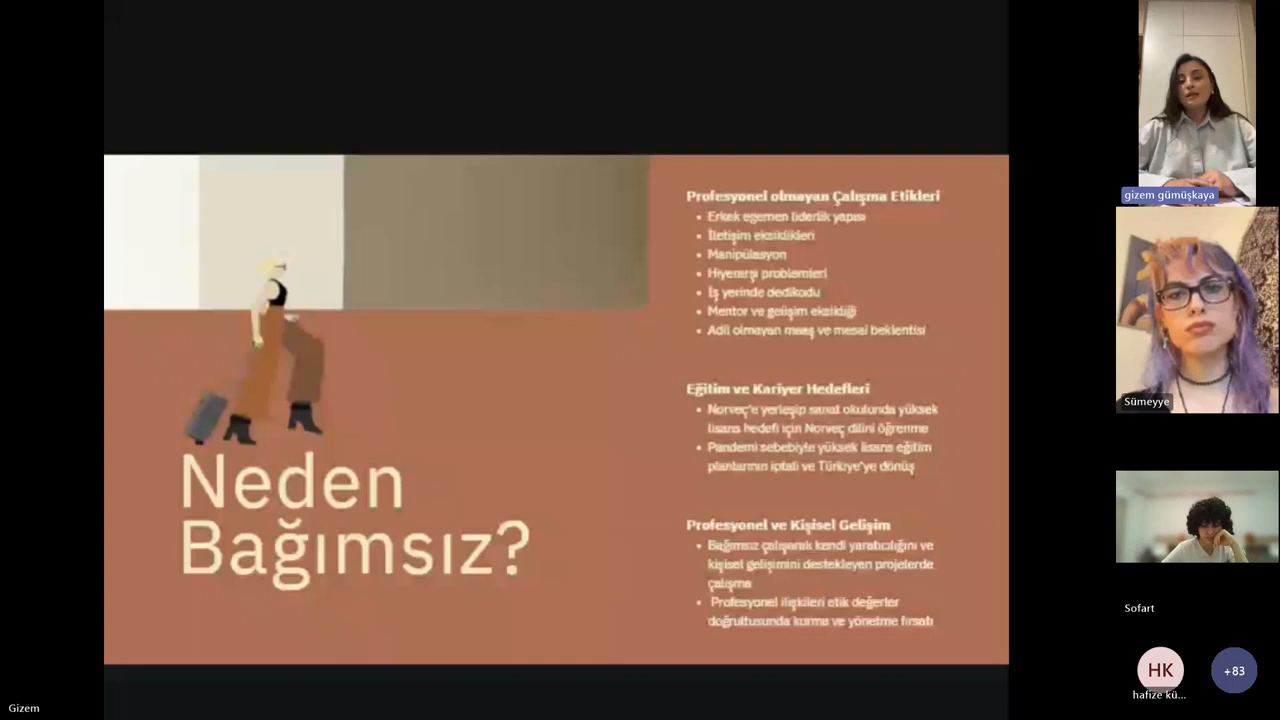 Neden
Bağımsız?
Profesyonel olmayan Çalışma Etikleri
• Erkek egemen liderlik yapısı
• İletişim eksiklikleri
• Manipülasyon
• Hiyererşi problemleri
• İş yerinde dedikodu
• Mentor ve gelişim eksikliği
• Adil olmayan maaş ve mesai beklentisi
Eğitim ve Kariyer Hedefleri
• Norveç'e yerleşip sanat okulunda yüksek
lisans hedefi için Norveç dilini öğrenme
• Pandemi sebebiyle yüksek lisans eğitim
planlarının iptali ve Türkiye'ye dönüş
Profesyonel ve Kişisel Gelişim
• Bağımsız çalışarak kendi yaratıcılığını ve
kişisel gelişimini destekleyen projelerde
çalışma
• Profesyonel ilişkileri etik değerler
doğrultusunda kurma ve yönetme fırsatı
gizem gümüşkaya
Sümeyye
Sofart
HK
+83
hafize kü...
Gizem